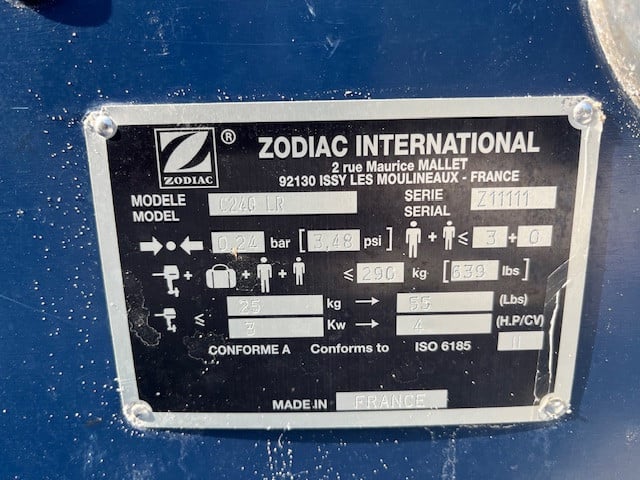 ZODIAC
®
ZODIAC INTERNATIONAL
2 rue Maurice MALLET
92130 ISSY LES MOULINEAUX - FRANCE
MODELE
MODEL
C24G LR
SERIE
SERIAL
Z11111
0,24 bar [3,48 psi] + ≤ 3 + 0
+ + + ≤ 290 kg [639 lbs]
≤ 25 kg → 55 (Lbs)
3 Kw → 4 (H.P/CV)
CONFORME A Conforms to ISO 6185 II
MADE IN FRANCE